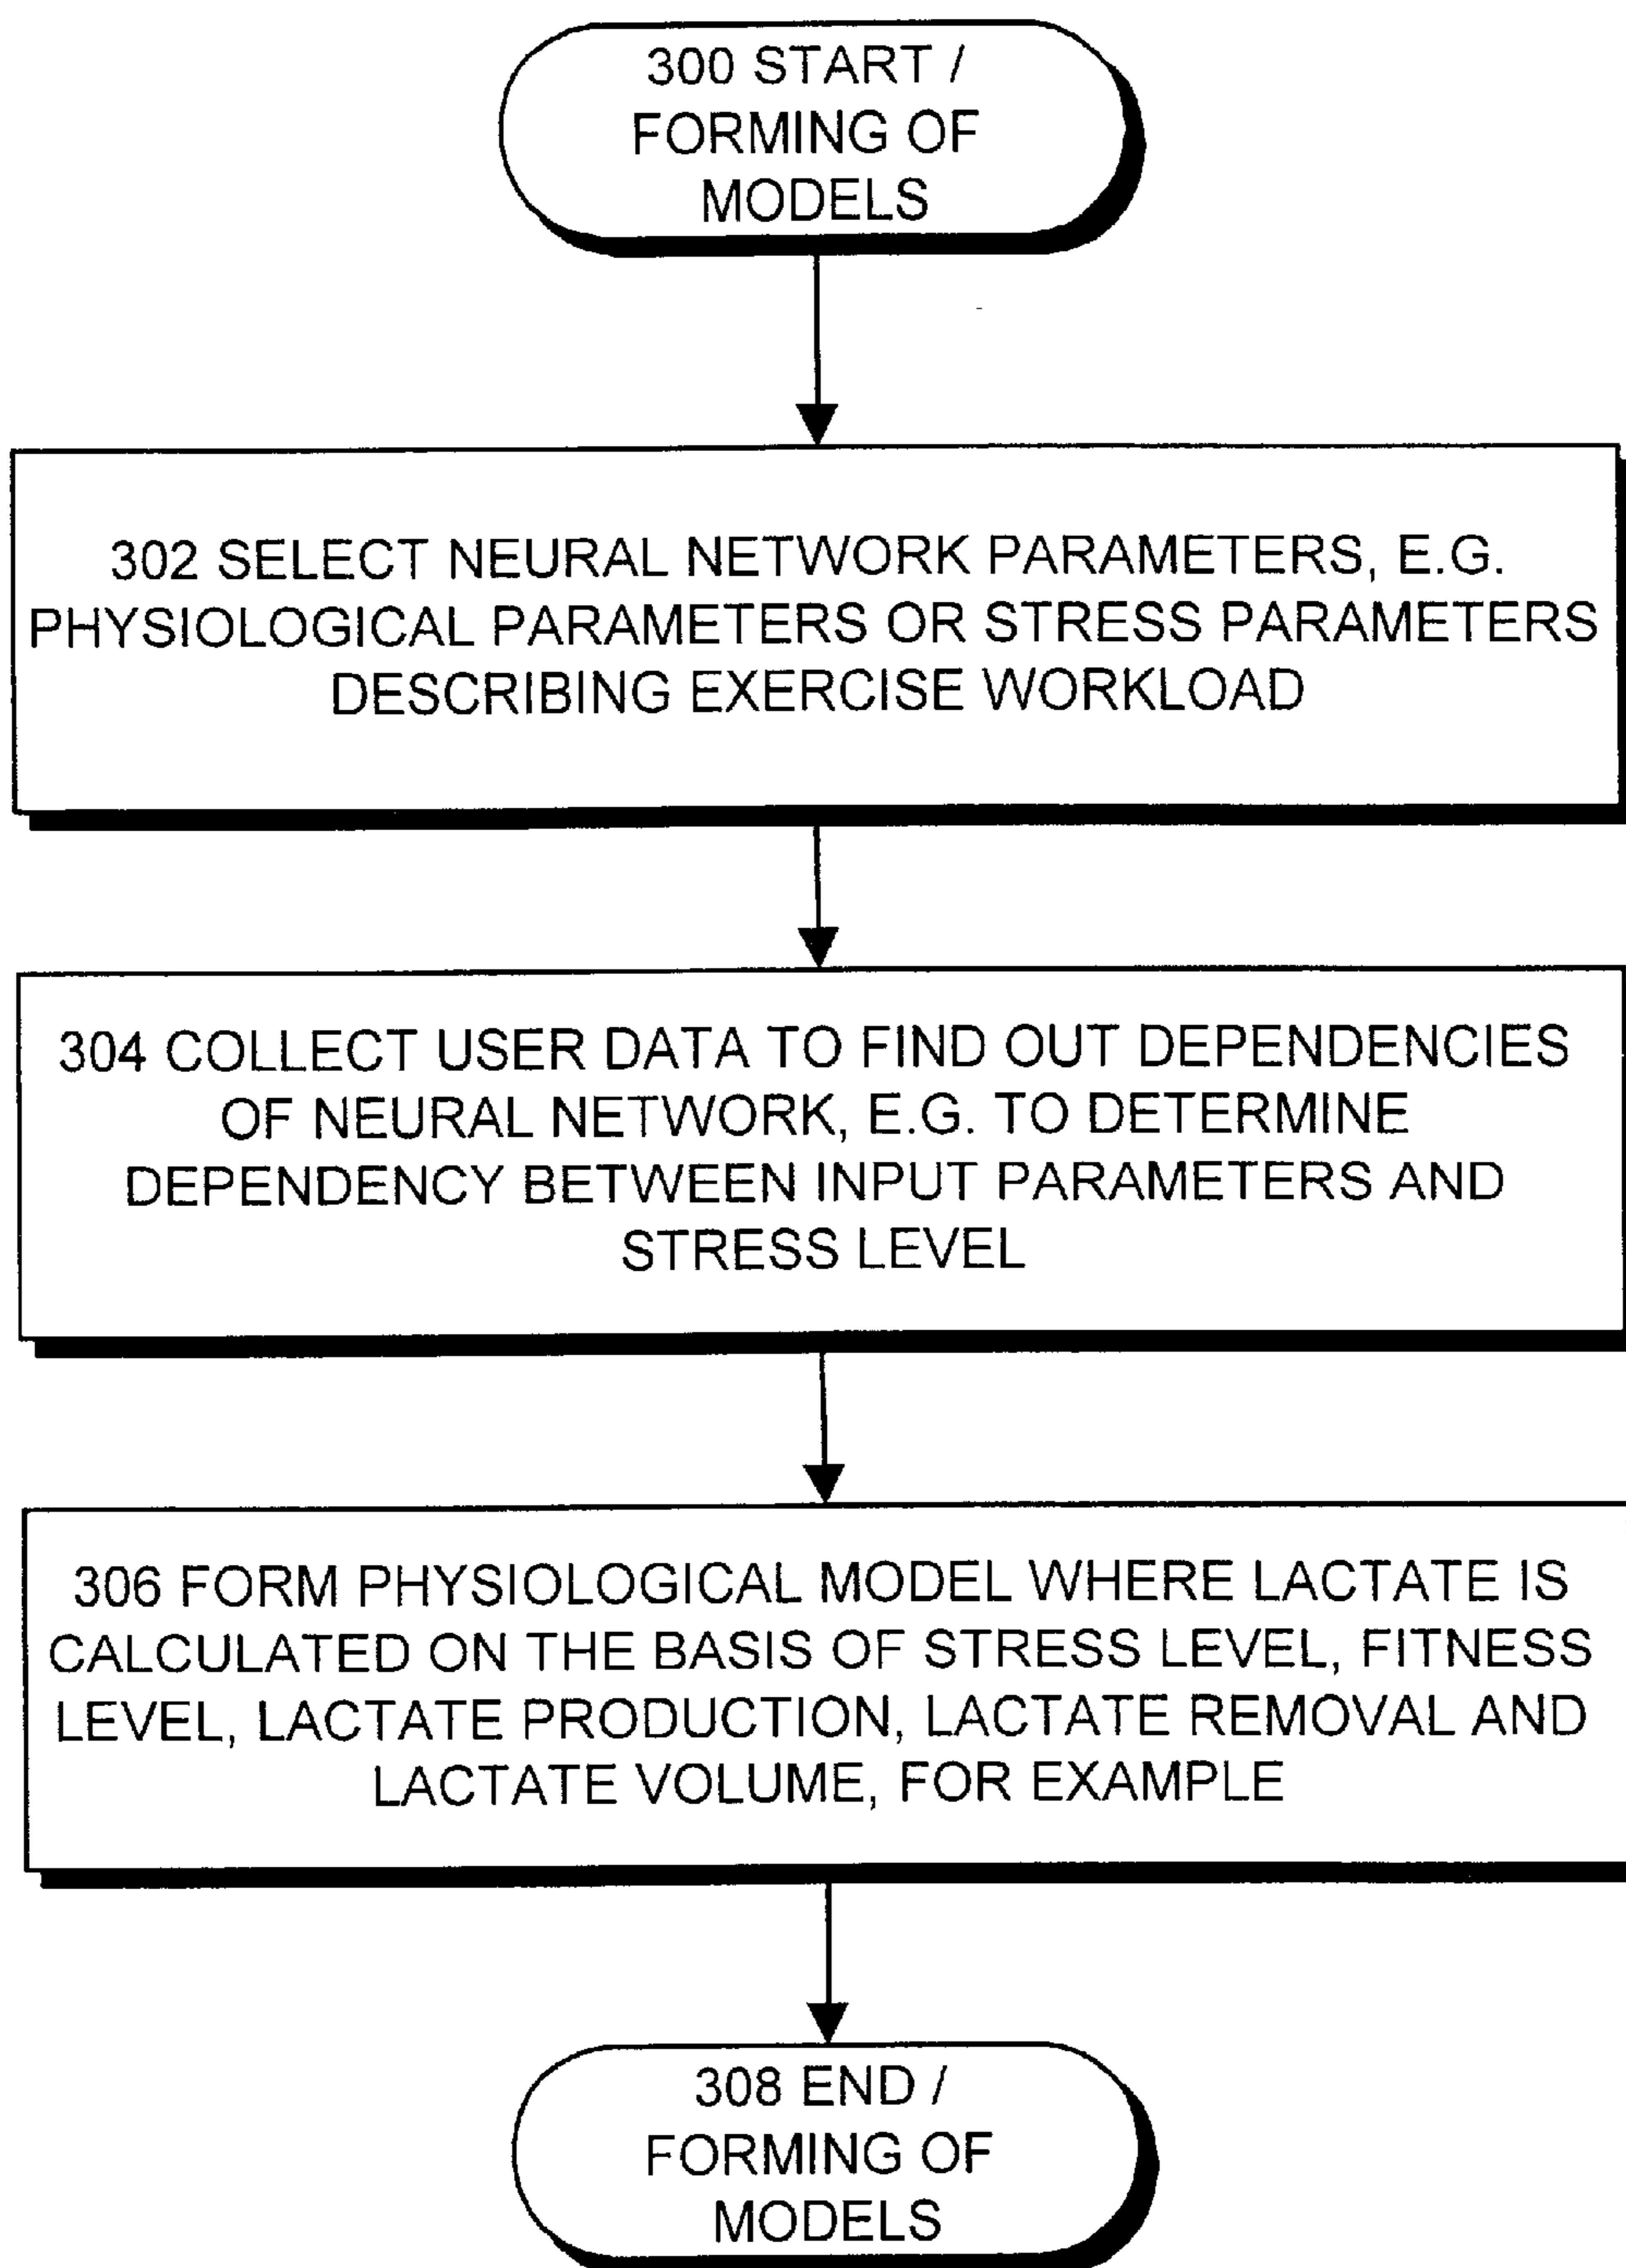 300 START /
FORMING OF
MODELS
302 SELECT NEURAL NETWORK PARAMETERS, E.G.
PHYSIOLOGICAL PARAMETERS OR STRESS PARAMETERS
DESCRIBING EXERCISE WORKLOAD
304 COLLECT USER DATA TO FIND OUT DEPENDENCIES
OF NEURAL NETWORK, E.G. TO DETERMINE
DEPENDENCY BETWEEN INPUT PARAMETERS AND
STRESS LEVEL
306 FORM PHYSIOLOGICAL MODEL WHERE LACTATE IS
CALCULATED ON THE BASIS OF STRESS LEVEL, FITNESS
LEVEL, LACTATE PRODUCTION, LACTATE REMOVAL AND
LACTATE VOLUME, FOR EXAMPLE
308 END /
FORMING OF
MODELS